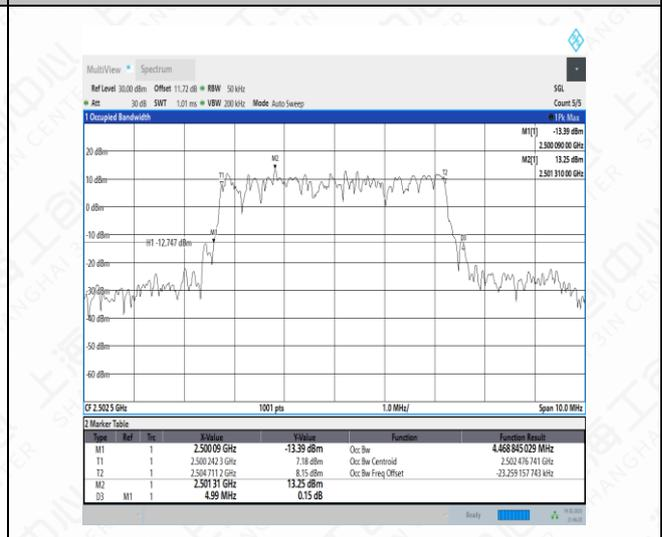 MultiView Spectrum
Ref Level 30.00 dBm Offset 11.72 dB RBW 50 kHz SGL
Att 30 dB SWT 1.01 ms VBW 200 kHz Mode Auto Sweep Count 5/5
1 Occupied Bandwidth 1Pk Max
M1[1] -13.39 dBm
2.500 090 00 GHz
M2[1] 13.25 dBm
2.501 310 00 GHz
20 dBm
M2
T1
T2
10 dBm
0 dBm
-10 dBm
M1
D3
H1 -12.747 dBm
-20 dBm
-30 dBm
-40 dBm
-50 dBm
-60 dBm
CF 2.502 5 GHz 1001 pts 1.0 MHz/ Span 10.0 MHz
2 Marker Table
Type Ref Trc X-Value Y-Value Function Function Result
M1 1 2.500 09 GHz -13.39 dBm Occ Bw 4.468 845 029 MHz
T1 1 2.500 242 3 GHz 7.18 dBm Occ Bw Centroid 2.502 476 741 GHz
T2 1 2.504 711 2 GHz 8.15 dBm Occ Bw Freq Offset -23.259 157 743 kHz
M2 1 2.501 31 GHz 13.25 dBm
D3 M1 1 4.99 MHz 0.15 dB
Ready